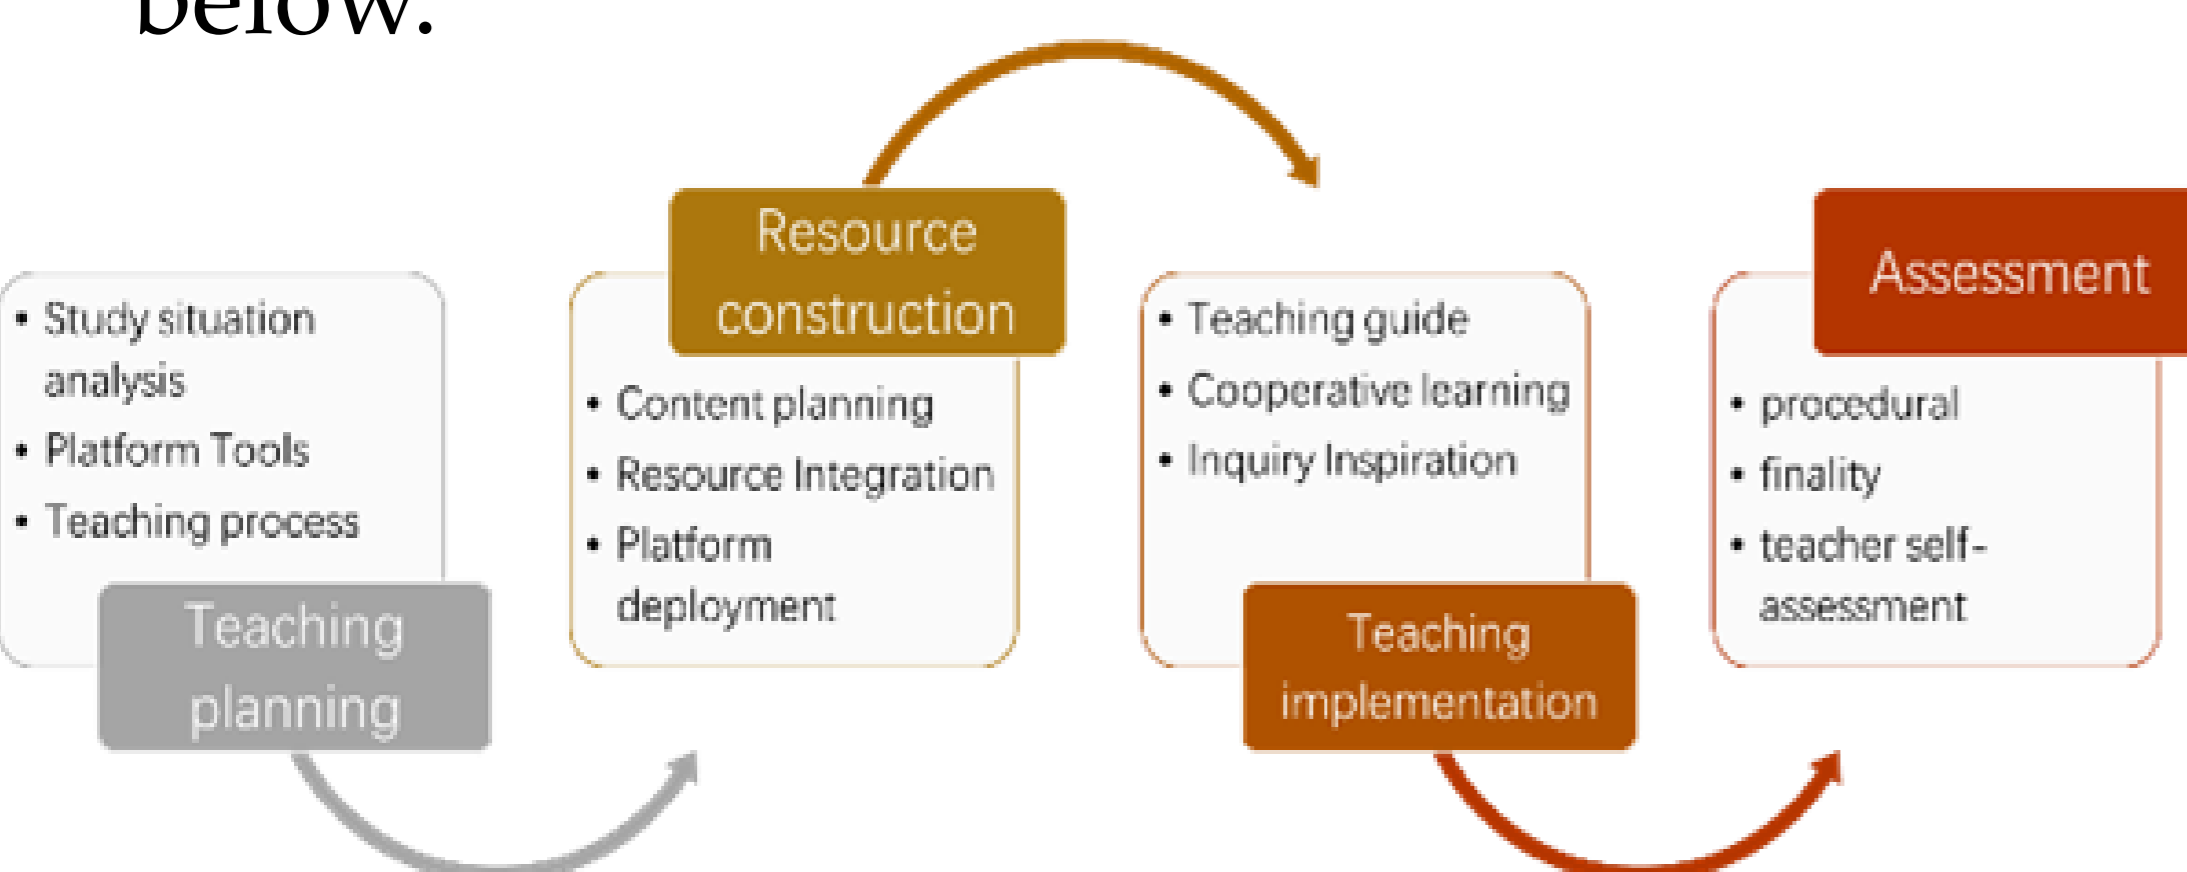 below.
• Study situation
analysis
• Platform Tools
• Teaching process
Teaching
planning
Resource
construction
• Content planning
• Resource Integration
• Platform
deployment
• Teaching guide
• Cooperative learning
• Inquiry Inspiration
Teaching
implementation
Assessment
• procedural
• finality
• teacher self-
assessment